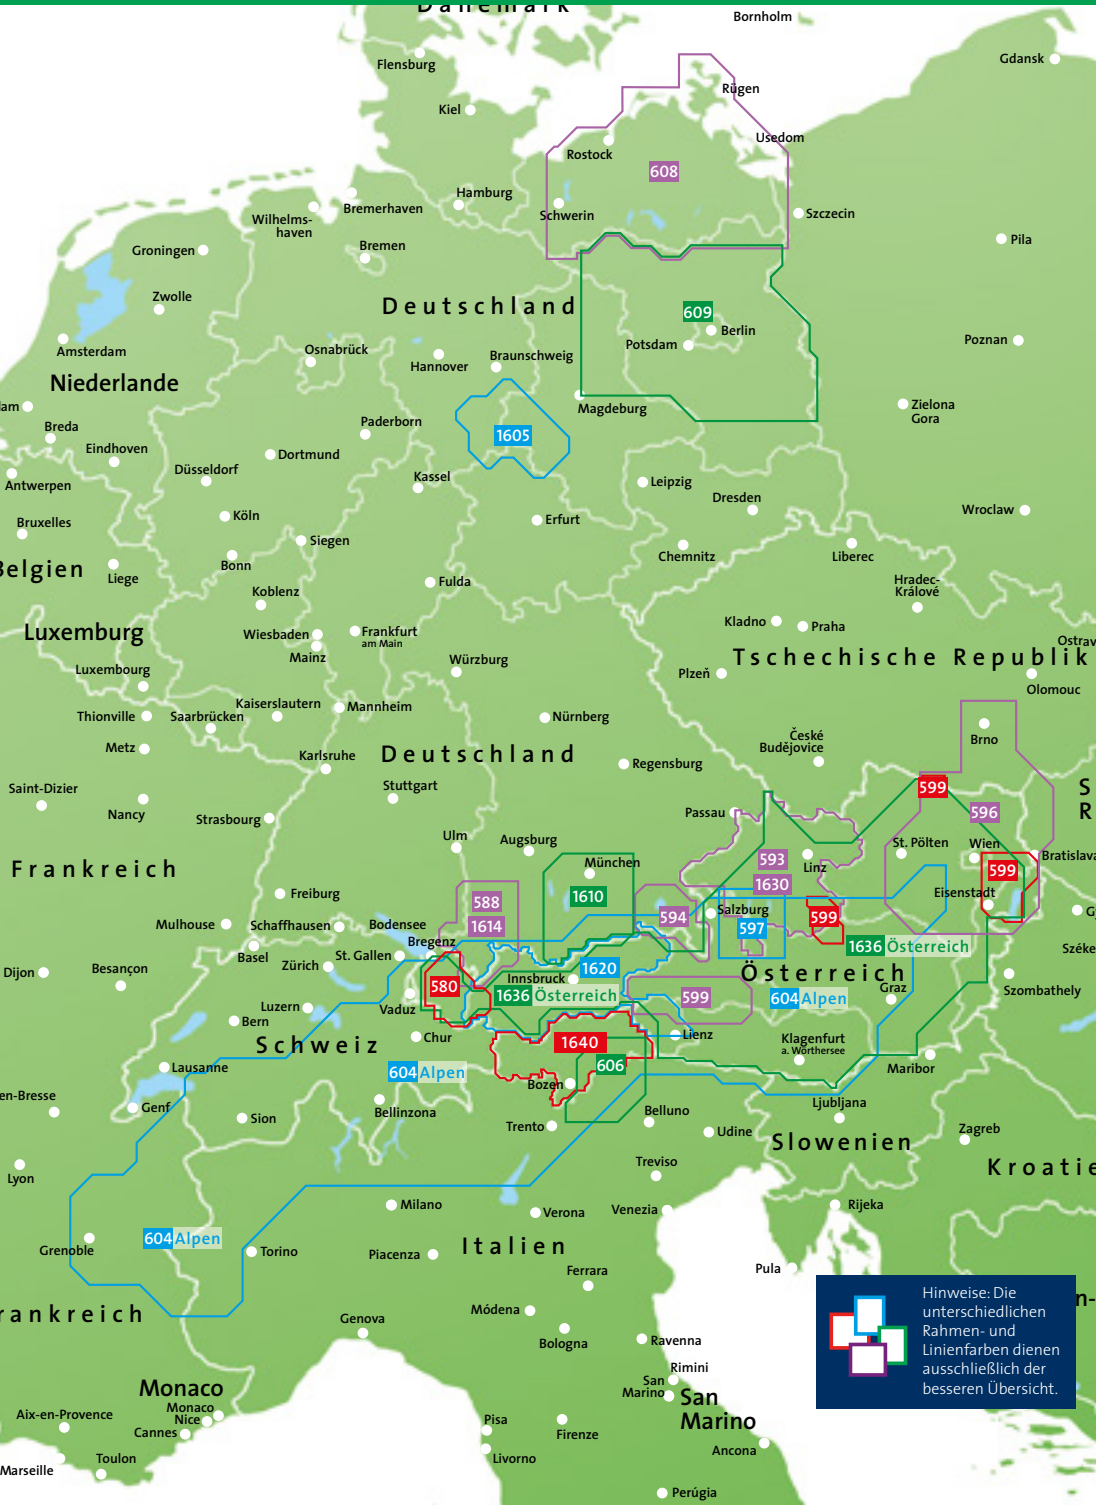 Dänemark
Bornholm
Flensburg
Gdansk
Rügen
Kiel
Usedom
Rostock
608
Hamburg
Bremerhaven
Schwerin
Szczecin
Wilhelms-
haven
Groningen
Bremen
Pila
Zwolle
Deutschland
609
Berlin
Potsdam
Amsterdam
Osnabrück
Hannover
Braunschweig
Poznan
Niederlande
lam
Magdeburg
Zielona
Gora
Breda
Paderborn
1605
Eindhoven
Dortmund
Düsseldorf
Kassel
Leipzig
Antwerpen
Dresden
Bruxelles
Köln
Erfurt
Wroclaw
Siegen
Chemnitz
Liberec
Belgien
Liege
Bonn
Fulda
Hradec-
Králové
Koblenz
Luxemburg
Wiesbaden
Frankfurt
am Main
Kladno
Praha
Ostrav
Mainz
Luxembourg
Würzburg
Tschechische Republik
Plzeň
Olomouc
Thionville
Saarbrücken
Kaiserslautern
Mannheim
Nürnberg
Metz
Karlsruhe
Deutschland
České
Budějovice
Brno
Regensburg
Saint-Dizier
Stuttgart
599
S
Nancy
Strasbourg
Passau
596
R
Ulm
Augsburg
St. Pölten
Wien
Frankreich
München
593
Linz
599
Bratislava
1630
Freiburg
588
1610
Eisenstadt
Mulhouse
Schaffhausen
Bodensee
1614
594
Salzburg
599
G
597
Bregenz
1636 Österreich
Széke
Basel
St. Gallen
Zürich
Dijon
Besançon
1620
Österreich
580
Innsbruck
Graz
Szombathely
1636 Österreich
599
604 Alpen
Luzern
Vaduz
Bern
Chur
Lienz
Klagenfurt
a. Wörthersee
Schweiz
1640
606
Maribor
Lausanne
604 Alpen
Bozen
en-Bresse
Genf
Bellinzona
Ljubljana
Sion
Belluno
Trento
Udine
Zagreb
Slowenien
Lyon
Treviso
Kroatie
Milano
Verona
Venezia
Rijeka
604 Alpen
Grenoble
Torino
Piacenza
Italien
Pula
Ferrara
rankreich
Genova
Módena
Bologna
Ravenna
n-
Hinweise: Die
unterschiedlichen
Rahmen- und
Linienfarben dienen
ausschließlich der
besseren Übersicht.
Rimini
San
Marino
San
Marino
Monaco
Monaco
Nice
Cannes
Aix-en-Provence
Pisa
Firenze
Ancona
Toulon
Livorno
Marseille
Perúgia